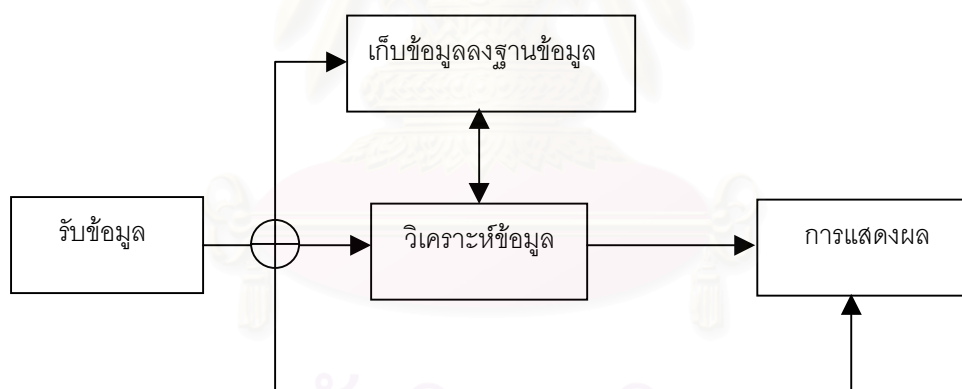 เก็บข้อมูลลงฐานข้อมูล
รับข้อมูล
วิเคราะห์ข้อมูล
การแสดงผล